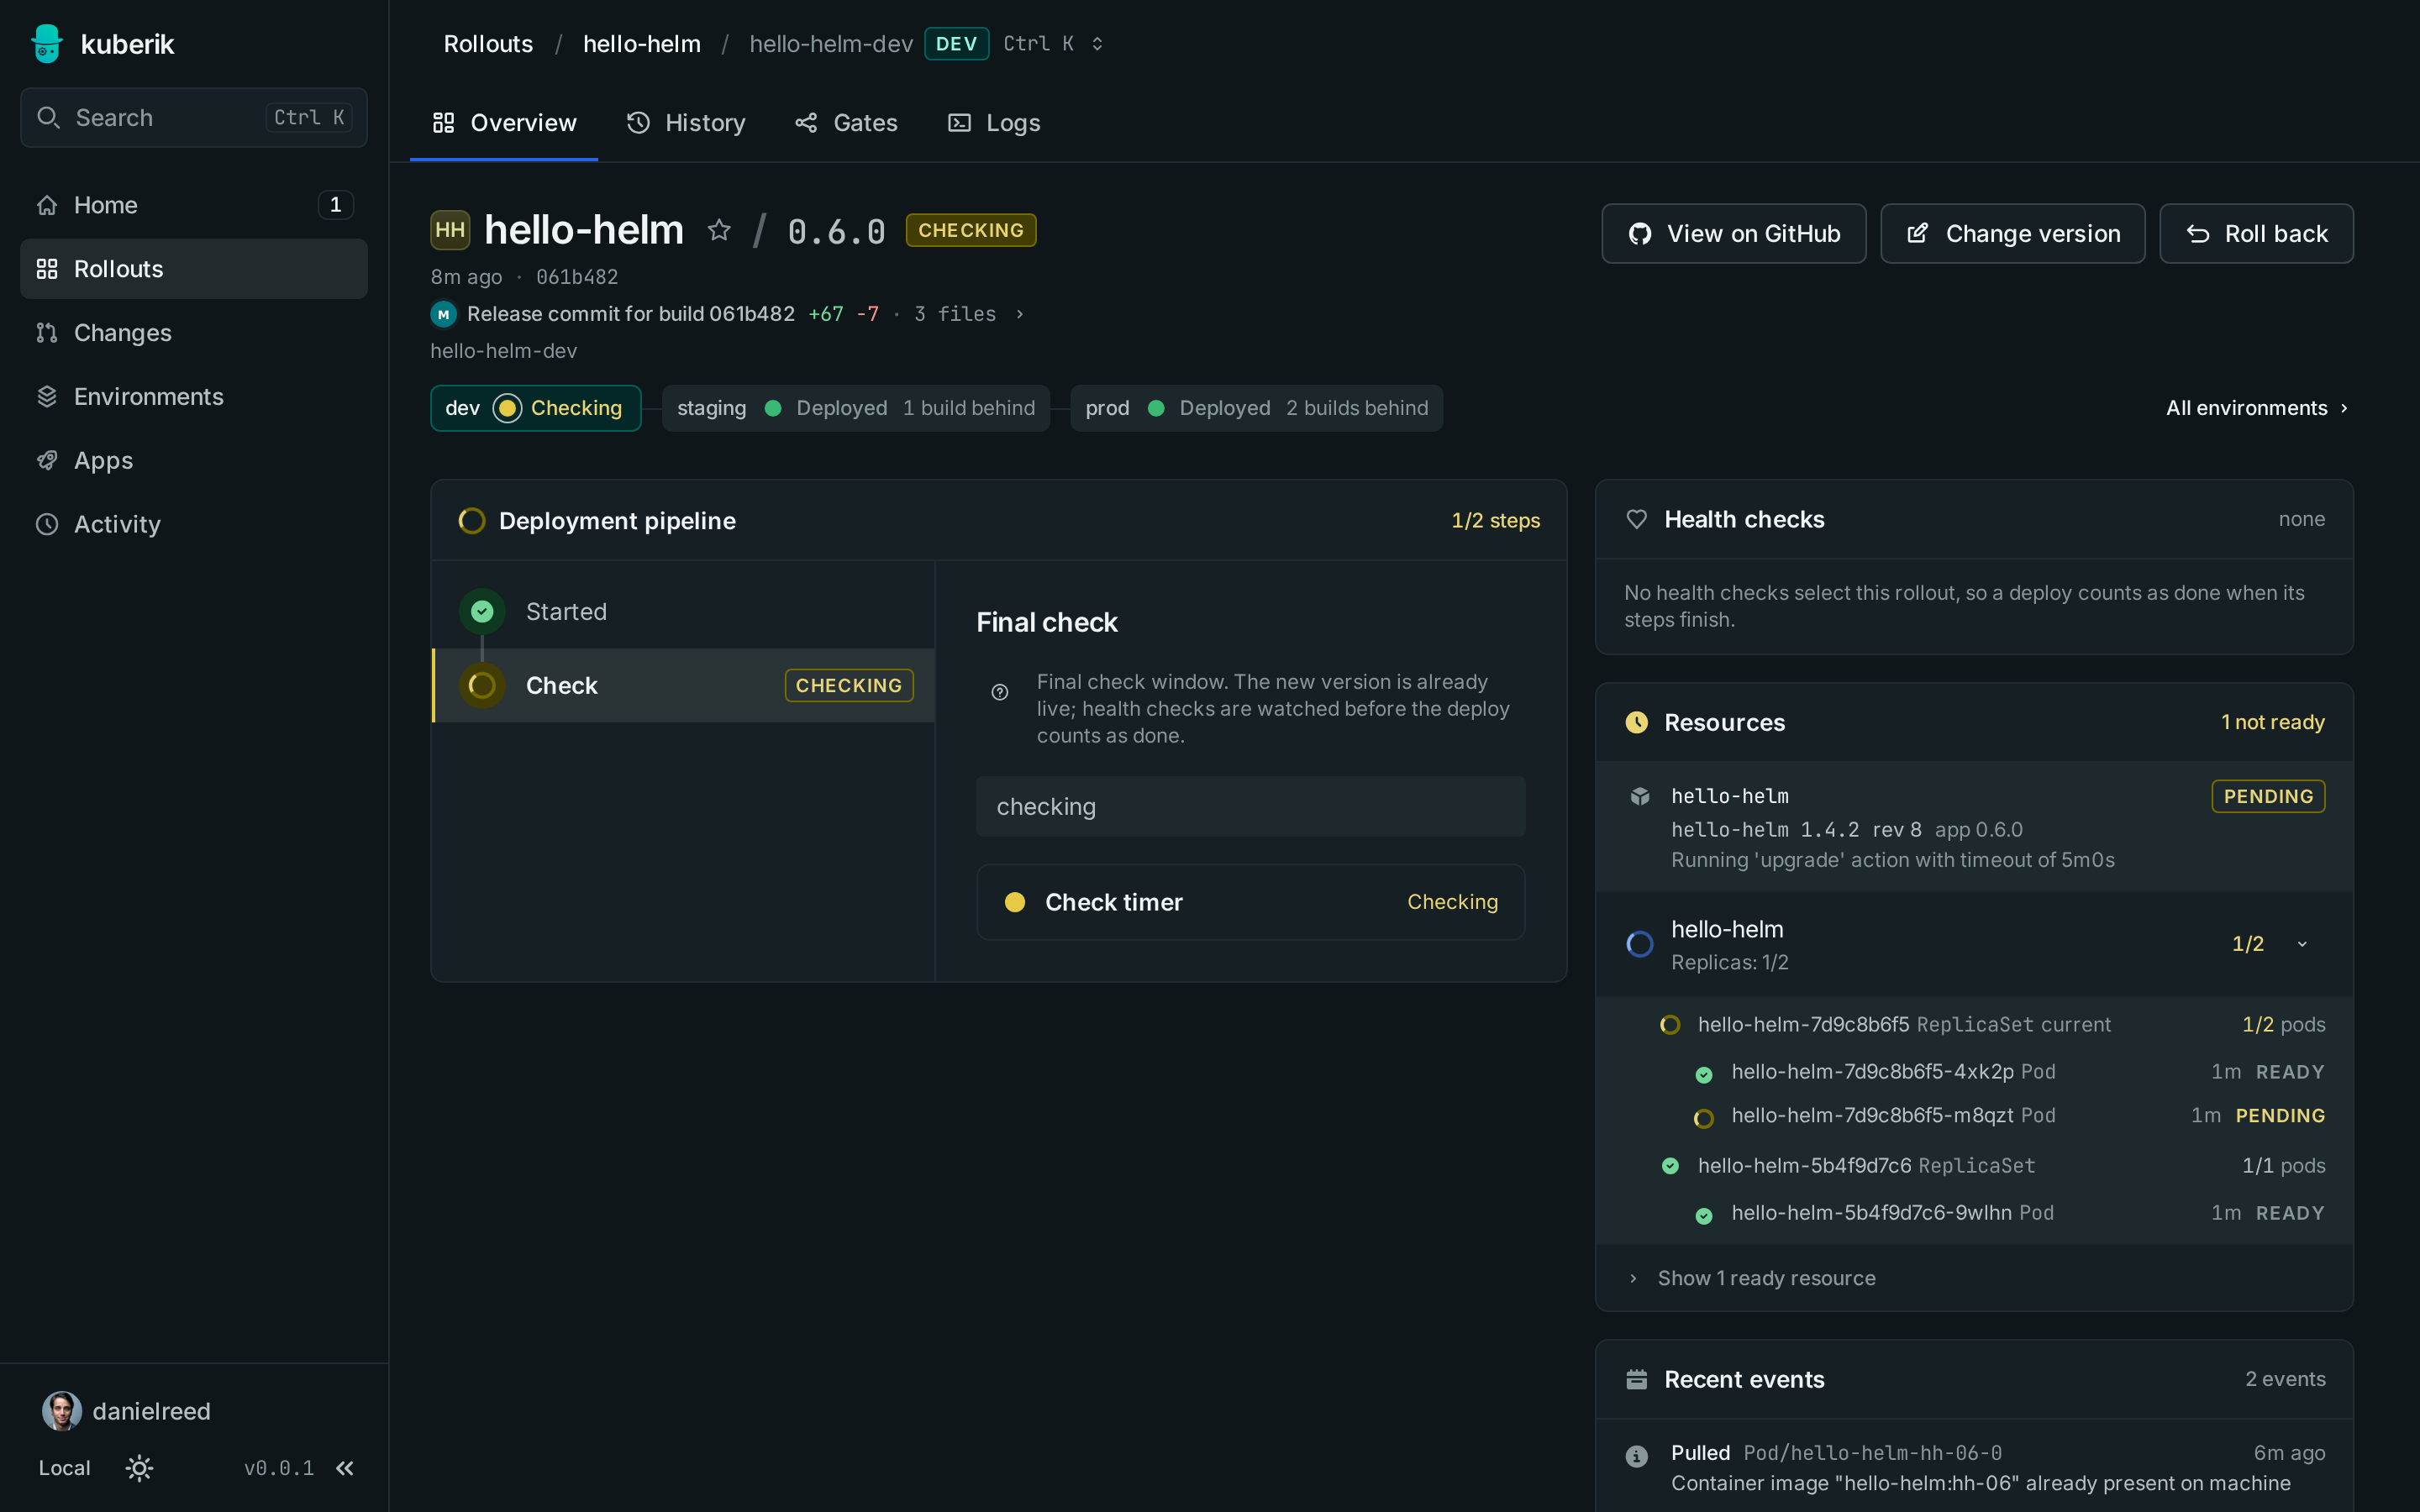 kuberik
Search Ctrl K
Home 1
Rollouts
Changes
Environments
Apps
Activity
danielreed
Local v0.0.1
Rollouts / hello-helm / hello-helm-dev DEV Ctrl K
Overview History Gates Logs
HH hello-helm / 0.6.0 CHECKING
View on GitHub Change version Roll back
8m ago · 061b482
M Release commit for build 061b482 +67 -7 · 3 files
hello-helm-dev
dev Checking staging Deployed 1 build behind prod Deployed 2 builds behind
All environments
Deployment pipeline 1/2 steps
Started
Check CHECKING
Final check
Final check window. The new version is already
live; health checks are watched before the deploy
counts as done.
checking
Check timer Checking
Health checks none
No health checks select this rollout, so a deploy counts as done when its
steps finish.
Resources 1 not ready
hello-helm PENDING
hello-helm 1.4.2 rev 8 app 0.6.0
Running 'upgrade' action with timeout of 5m0s
hello-helm 1/2
Replicas: 1/2
hello-helm-7d9c8b6f5 ReplicaSet current 1/2 pods
hello-helm-7d9c8b6f5-4xk2p Pod 1m READY
hello-helm-7d9c8b6f5-m8qzt Pod 1m PENDING
hello-helm-5b4f9d7c6 ReplicaSet 1/1 pods
hello-helm-5b4f9d7c6-9wlhn Pod 1m READY
Show 1 ready resource
Recent events 2 events
Pulled Pod/hello-helm-hh-06-0 6m ago
Container image "hello-helm:hh-06" already present on machine